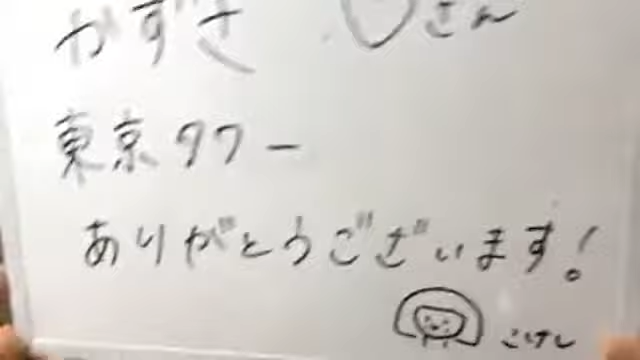 かずさ じさん
東京タワー
ありがとうございます!
こけし